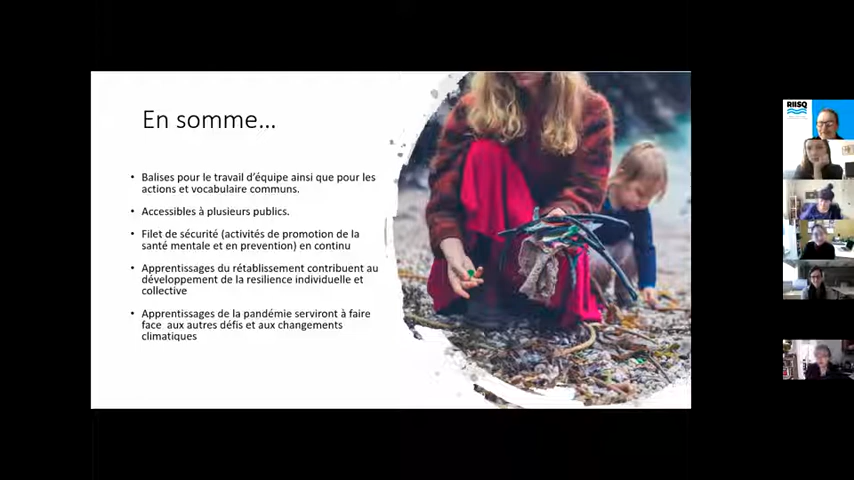 En somme...
• Balises pour le travail d'équipe ainsi que pour les
actions et vocabulaire communs.
• Accessibles à plusieurs publics.
• Filet de sécurité (activités de promotion de la
santé mentale et en prevention) en continu
• Apprentissages du rétablissement contribuent au
développement de la resilience individuelle et
collective
• Apprentissages de la pandémie serviront à faire
face aux autres défis et aux changements
climatiques
RIISQ